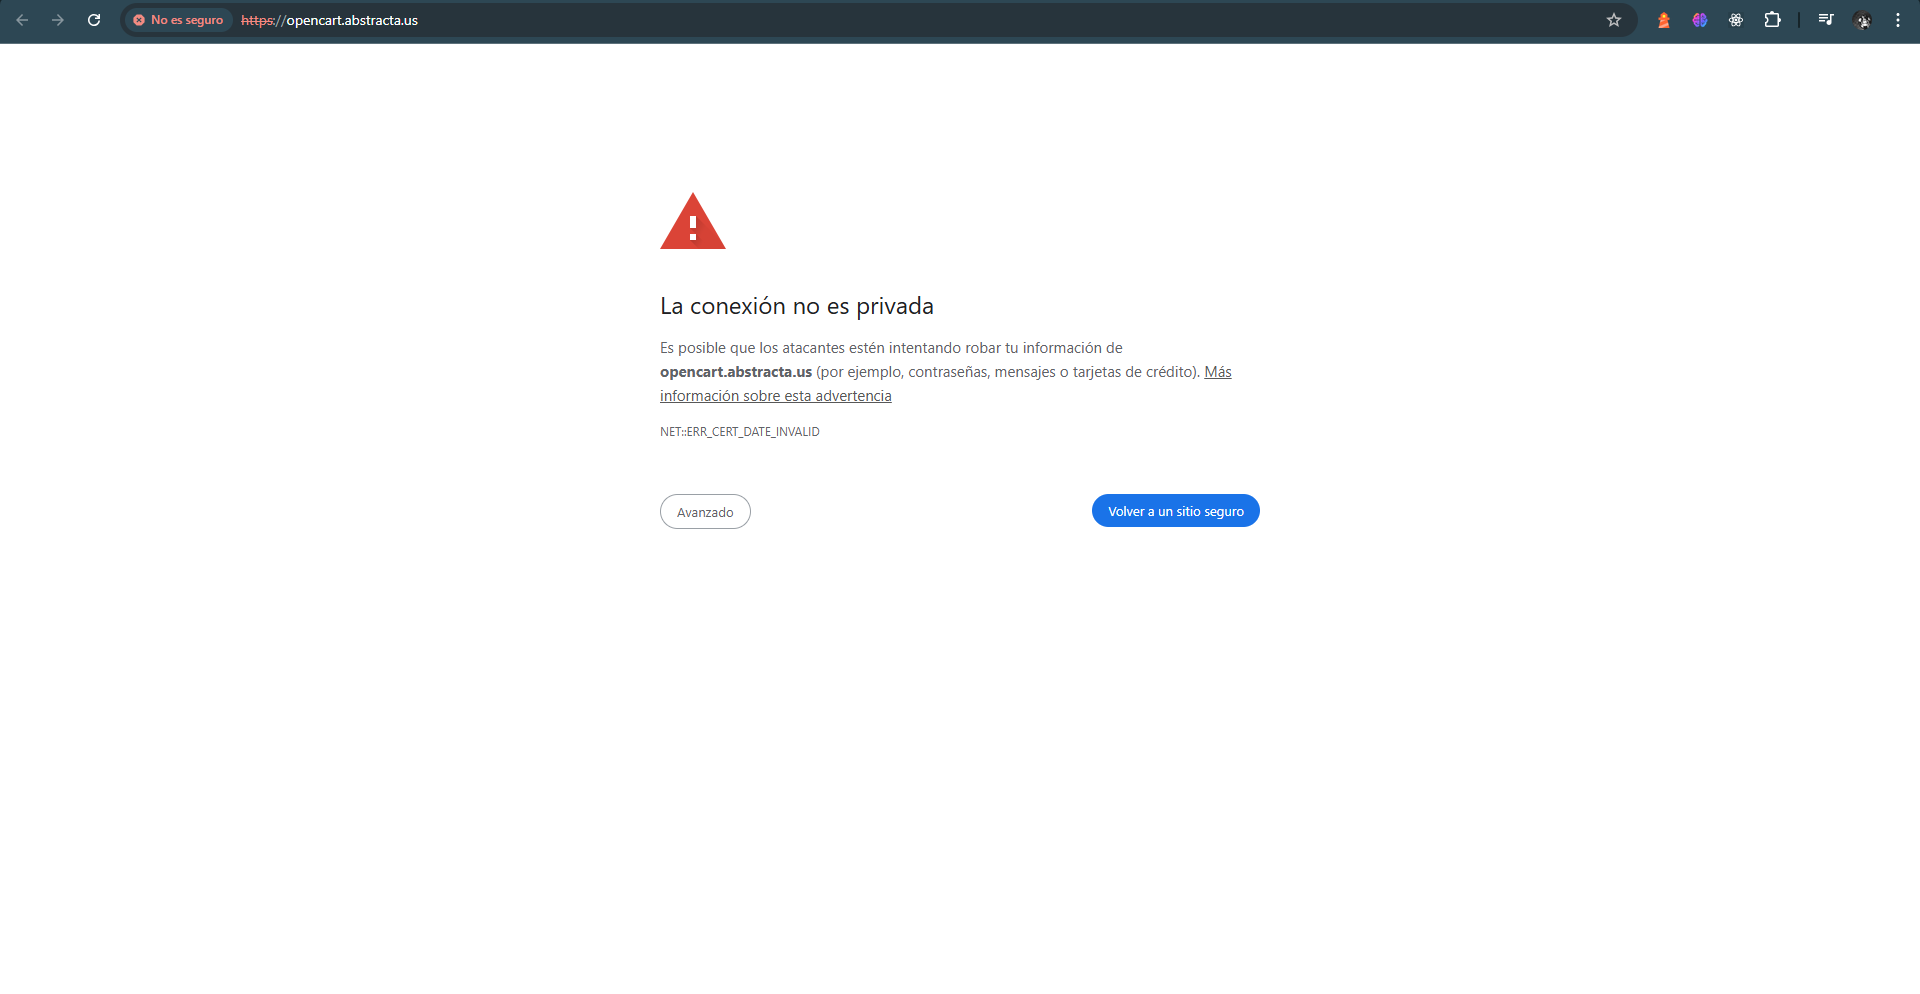 No es seguro https://opencart.abstracta.us
La conexión no es privada
Es posible que los atacantes estén intentando robar tu información de
opencart.abstracta.us (por ejemplo, contraseñas, mensajes o tarjetas de crédito). Más
información sobre esta advertencia
NET::ERR_CERT_DATE_INVALID
Avanzado Volver a un sitio seguro